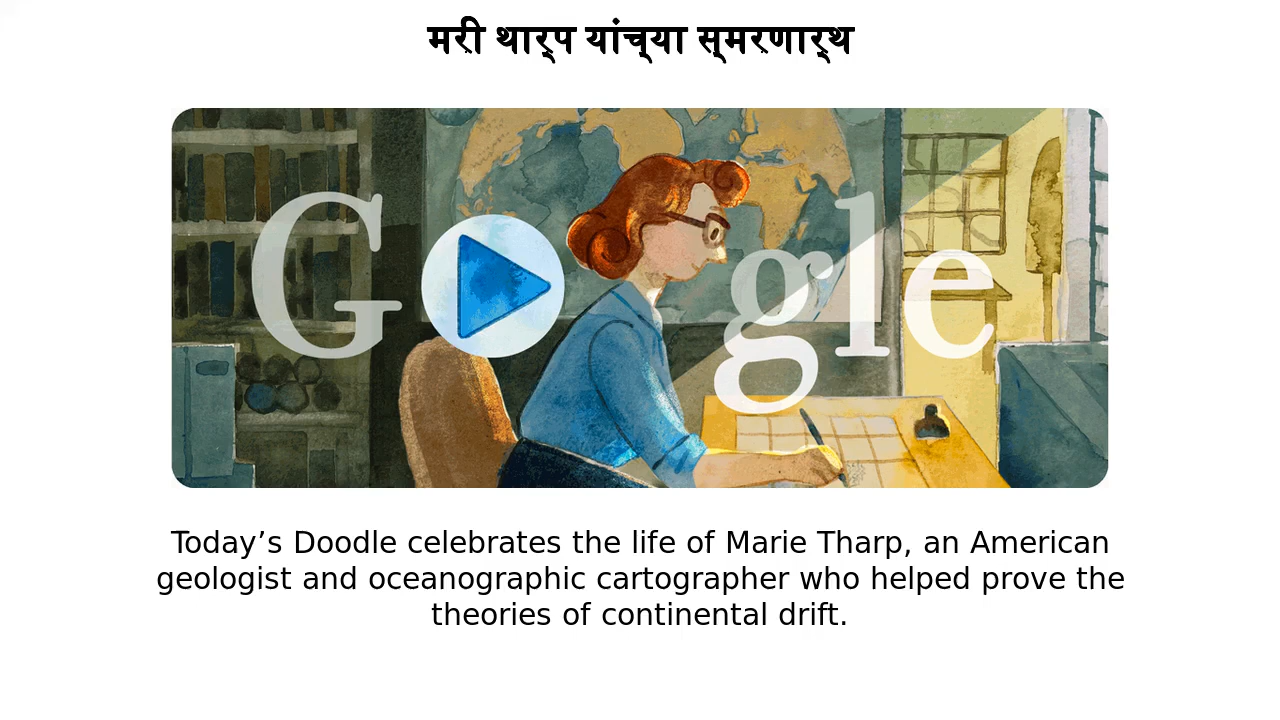 मरी थार्प यांच्या स्मरणार्थ
Google
Today’s Doodle celebrates the life of Marie Tharp, an American
geologist and oceanographic cartographer who helped prove the
theories of continental drift.